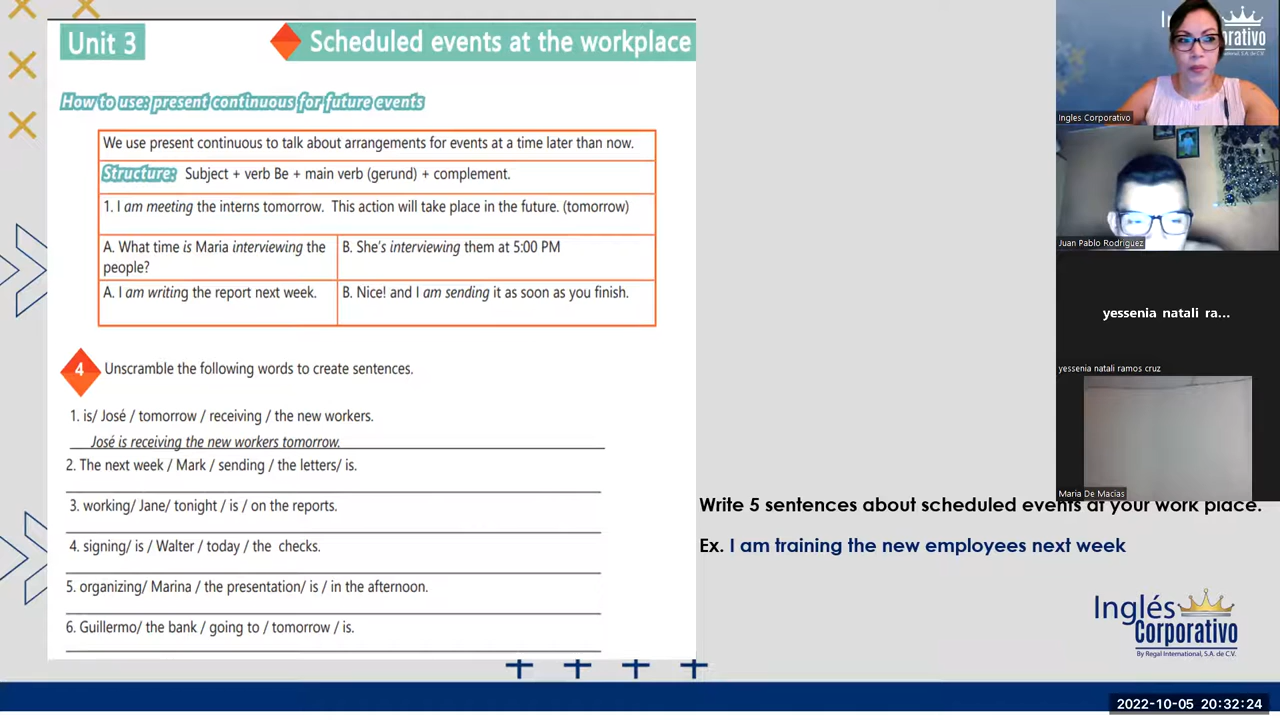 Unit 3
Scheduled events at the workplace
How to use: present continuous for future events
We use present continuous to talk about arrangements for events at a time later than now.
Structure: Subject + verb Be + main verb (gerund) + complement.
1. I am meeting the interns tomorrow. This action will take place in the future. (tomorrow)
A. What time is Maria interviewing the
people?
B. She's interviewing them at 5:00 PM
A. I am writing the report next week.
B. Nice! and I am sending it as soon as you finish.
4 Unscramble the following words to create sentences.
1. is/ José / tomorrow / receiving / the new workers.
José is receiving the new workers tomorrow.
2. The next week / Mark / sending / the letters/ is.
3. working/ Jane/ tonight / is / on the reports.
4. signing/ is / Walter / today / the checks.
5. organizing/ Marina / the presentation/ is / in the afternoon.
6. Guillermo/ the bank / going to / tomorrow / is.
Write 5 sentences about scheduled events at your work place.
Ex. I am training the new employees next week
Inglés
Corporativo
By Regal International, S.A. de C.V.
Ingles Corporativo
Juan Pablo Rodriguez
yessenia natali ra...
yessenia natali ramos cruz
Maria De Macias
2022-10-05 20:32:24